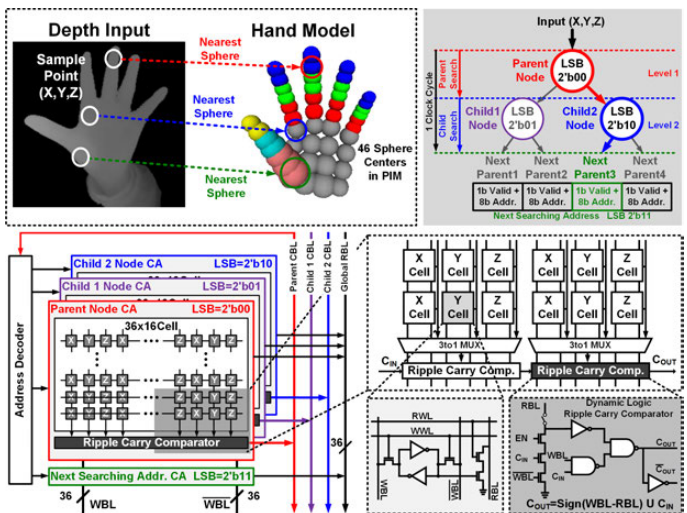 Depth Input
Hand Model
Sample
Point
(X,Y,Z)
Nearest
Sphere
Nearest
Sphere
Nearest
Sphere
46 Sphere
Centers
in PIM
Input (X,Y,Z)
Parent
Node
LSB
2'b00
Level 1
1 Clock Cycle
Parent
Search
Child
Search
Child1
Node
LSB
2'b01
Child2
Node
LSB
2'b10
Level 2
Next
Parent1
Next
Parent2
Next
Parent3
Next
Parent4
1b Valid +
8b Addr.
1b Valid +
8b Addr.
1b Valid +
8b Addr.
1b Valid +
8b Addr.
Next Searching Address LSB 2'b11
Address Decoder
Child 2 Node CA LSB=2'b10
Child 1 Node CA LSB=2'b01
Parent Node CA LSB=2'b00
36x16Cell
X Y Z X X Y Z
X Y Z X X Y Z
X Y Z X X Y Z
X Y Z X X Y Z
Ripple Carry Comparator
Next Searching Addr. CA LSB=2'b11
36
WBL
36
WBL
36
Parent CBL
Child 1 CBL
Child 2 CBL
Global RBL
X
Cell
Y
Cell
Z
Cell
X
Cell
Y
Cell
Z
Cell
X
Cell
Y
Cell
Z
Cell
X
Cell
Y
Cell
Z
Cell
3to1 MUX
3to1 MUX
CIN
Ripple Carry Comp.
Ripple Carry Comp.
COUT
RWL
WWL
WBL
WBL
RBL
Dynamic Logic
Ripple Carry Comparator
RBL
EN
CIN
WBL
WBL
CIN
COUT
COUT
COUT=Sign(WBL-RBL) U CIN